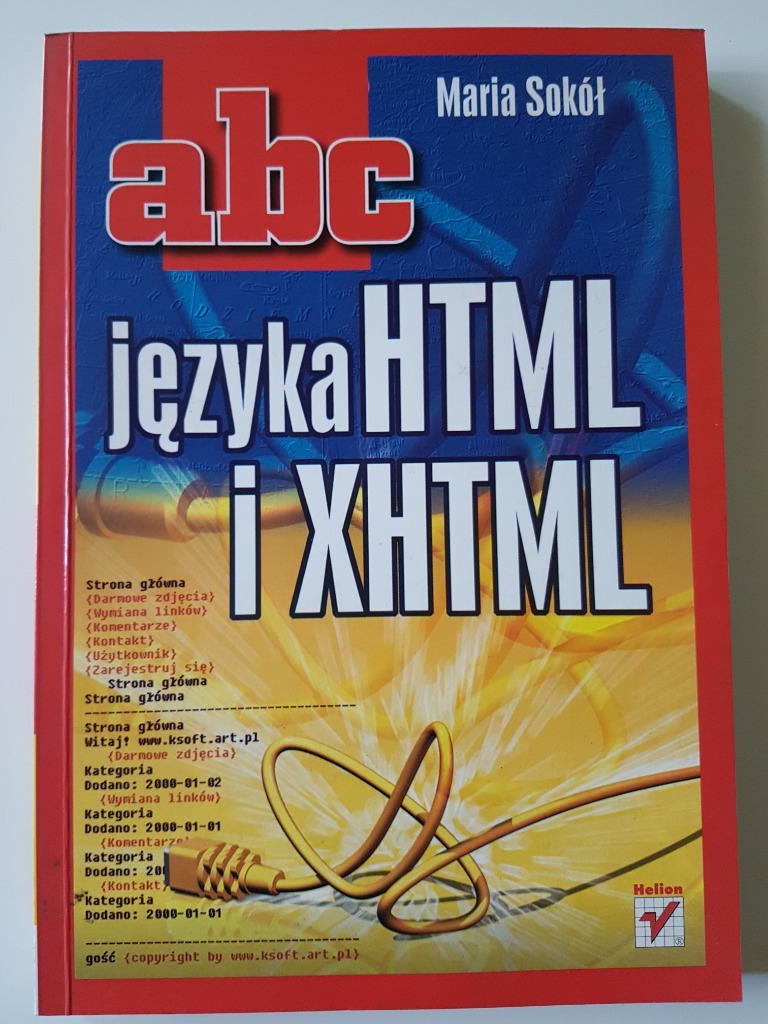 Maria Sokół
abc
języka HTML
i XHTML
Strona główna
{Darmowe zdjęcia}
{Wymiana linków}
{Komentarze}
{Kontakt}
{Użytkownik}
{Zarejestruj się}
Strona główna
Strona główna
Strona główna
Witaj! www.ksoft.art.pl
{Darmowe zdjęcia}
Kategoria
Dodano: 2000-01-02
{Wymiana linków}
Kategoria
Dodano: 2000-01-01
{Komentarze
Kategoria
Dodano: 20
{Kontakt}
Kategoria
Dodano: 2000-01-01
gość {copyright by www.ksoft.art.pl}
Helion
®